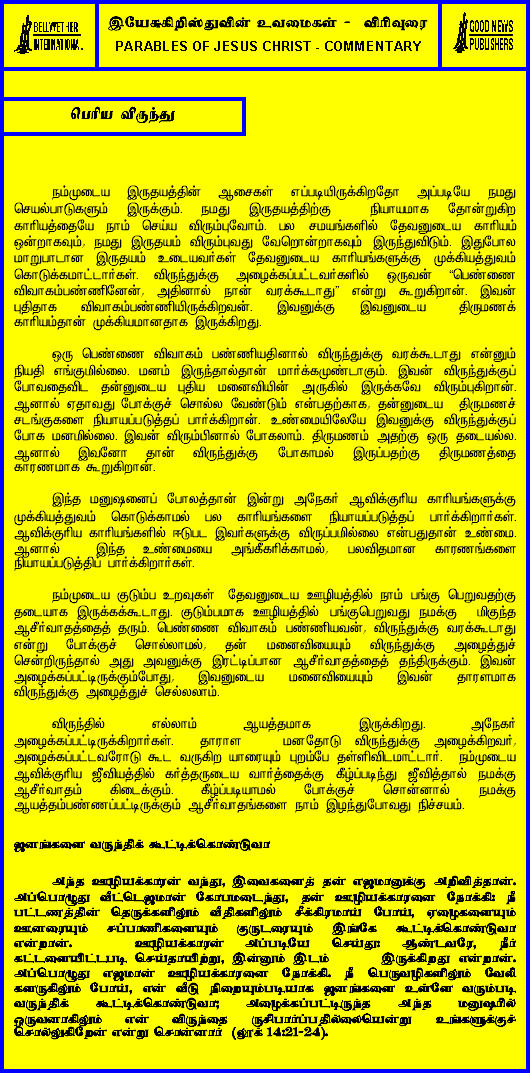 BELLWETHER
INTERNATIONAL
இயேசுகிறிஸ்துவின் உவமைகள் - விரிவுரை
PARABLES OF JESUS CHRIST - COMMENTARY
GOOD NEWS
PUBLISHERS
பெரிய விருந்து
நம்முடைய இருதயத்தின் ஆசைகள் எப்படியிருக்கிறதோ அப்படியே நமது
செயல்பாடுகளும் இருக்கும். நமது இருதயத்திற்கு நியாயமாக தோன்றுகிற
காரியத்தையே நாம் செய்ய விரும்புவோம். பல சமயங்களில் தேவனுடைய காரியம்
ஒன்றாகவும், நமது இருதயம் விரும்புவது வேறொன்றாகவும் இருந்துவிடும். இதுபோல
மாறுபாடான இருதயம் உடையவர்கள் தேவனுடைய காரியங்களுக்கு முக்கியத்துவம்
கொடுக்கமாட்டார்கள். விருந்துக்கு அழைக்கப்பட்டவர்களில் ஒருவன் “பெண்ணை
விவாகம்பண்ணினேன், அதினால் நான் வரக்கூடாது” என்று கூறுகிறான். இவன்
புதிதாக விவாகம்பண்ணியிருக்கிறவன். இவனுக்கு இவனுடைய திருமணக்
காரியம்தான் முக்கியமானதாக இருக்கிறது.
ஒரு பெண்ணை விவாகம் பண்ணியதினால் விருந்துக்கு வரக்கூடாது என்னும்
நியதி எங்குமில்லை. மனம் இருந்தால்தான் மார்க்கமுண்டாகும். இவன் விருந்துக்குப்
போவதைவிட தன்னுடைய புதிய மனைவியின் அருகில் இருக்கவே விரும்புகிறான்.
ஆனால் ஏதாவது போக்குச் சொல்ல வேண்டும் என்பதற்காக, தன்னுடைய திருமணச்
சடங்குகளை நியாயப்படுத்தப் பார்க்கிறான். உண்மையிலேயே இவனுக்கு விருந்துக்குப்
போக மனமில்லை. இவன் விரும்பினால் போகலாம். திருமணம் அதற்கு ஒரு தடையல்ல.
ஆனால் இவனோ தான் விருந்துக்கு போகாமல் இருப்பதற்கு திருமணத்தை
காரணமாக கூறுகிறான்.
இந்த மனுஷனைப் போலத்தான் இன்று அநேகர் ஆவிக்குரிய காரியங்களுக்கு
முக்கியத்துவம் கொடுக்காமல் பல காரியங்களை நியாயப்படுத்தப் பார்க்கிறார்கள்.
ஆவிக்குரிய காரியங்களில் ஈடுபட இவர்களுக்கு விருப்பமில்லை என்பதுதான் உண்மை.
ஆனால் இந்த உண்மையை அங்கீகரிக்காமல், பலவிதமான காரணங்களை
நியாயப்படுத்திப் பார்க்கிறார்கள்.
நம்முடைய குடும்ப உறவுகள் தேவனுடைய ஊழியத்தில் நாம் பங்கு பெறுவதற்கு
தடையாக இருக்கக்கூடாது. குடும்பமாக ஊழியத்தில் பங்குபெறுவது நமக்கு மிகுந்த
ஆசீர்வாதத்தைத் தரும். பெண்ணை விவாகம் பண்ணியவன், விருந்துக்கு வரக்கூடாது
என்று போக்குச் சொல்லாமல், தன் மனைவியையும் விருந்துக்கு அழைத்துச்
சென்றிருந்தால் அது அவனுக்கு இரட்டிப்பான ஆசீர்வாதத்தைத் தந்திருக்கும். இவன்
அழைக்கப்பட்டிருக்கும்போது, இவனுடைய மனைவியையும் இவன் தாராளமாக
விருந்துக்கு அழைத்துச் செல்லலாம்.
விருந்தில் எல்லாம் ஆயத்தமாக இருக்கிறது. அநேகர்
அழைக்கப்பட்டிருக்கிறார்கள். தாராள மனதோடு விருந்துக்கு அழைக்கிறவர்,
அழைக்கப்பட்டவரோடு கூட வருகிற யாரையும் புறம்பே தள்ளிவிடமாட்டார். நம்முடைய
ஆவிக்குரிய ஜீவியத்தில் கர்த்தருடைய வார்த்தைக்கு கீழ்ப்படிந்து ஜீவித்தால் நமக்கு
ஆசீர்வாதம் கிடைக்கும். கீழ்ப்படியாமல் போக்குச் சொன்னால் நமக்கு
ஆயத்தம்பண்ணப்பட்டிருக்கும் ஆசீர்வாதங்களை நாம் இழந்துபோவது நிச்சயம்.
ஜனங்களை வருந்திக் கூட்டிக்கொண்டுவா
அந்த ஊழியக்காரன் வந்து, இவைகளைத் தன் எஜமானுக்கு அறிவித்தான்.
அப்பொழுது வீட்டெஜமான் கோபமடைந்து, தன் ஊழியக்காரனை நோக்கி: நீ
பட்டணத்தின் தெருக்களிலும் வீதிகளிலும் சீக்கிரமாய் போய், ஏழைகளையும்
ஊனரையும் சப்பாணிகளையும் குருடரையும் இங்கே கூட்டிக்கொண்டுவா
என்றான். ஊழியக்காரன் அப்படியே செய்து: ஆண்டவரே, நீர்
கட்டளையிட்டபடி செய்தாயிற்று, இன்னும் இடம் இருக்கிறது என்றான்.
அப்பொழுது எஜமான் ஊழியக்காரனை நோக்கி. நீ பெருவழிகளிலும் வேலி
களருகிலும் போய், என் வீடு நிறையும்படியாக ஜனங்களை உள்ளே வரும்படி
வருந்திக் கூட்டிக்கொண்டுவா; அழைக்கப்பட்டிருந்த அந்த மனுஷரில்
ஒருவனாகிலும் என் விருந்தை ருசிபார்ப்பதில்லையென்று உங்களுக்குச்
சொல்லுகிறேன் என்று சொன்னார் (லூக் 14:21-24).